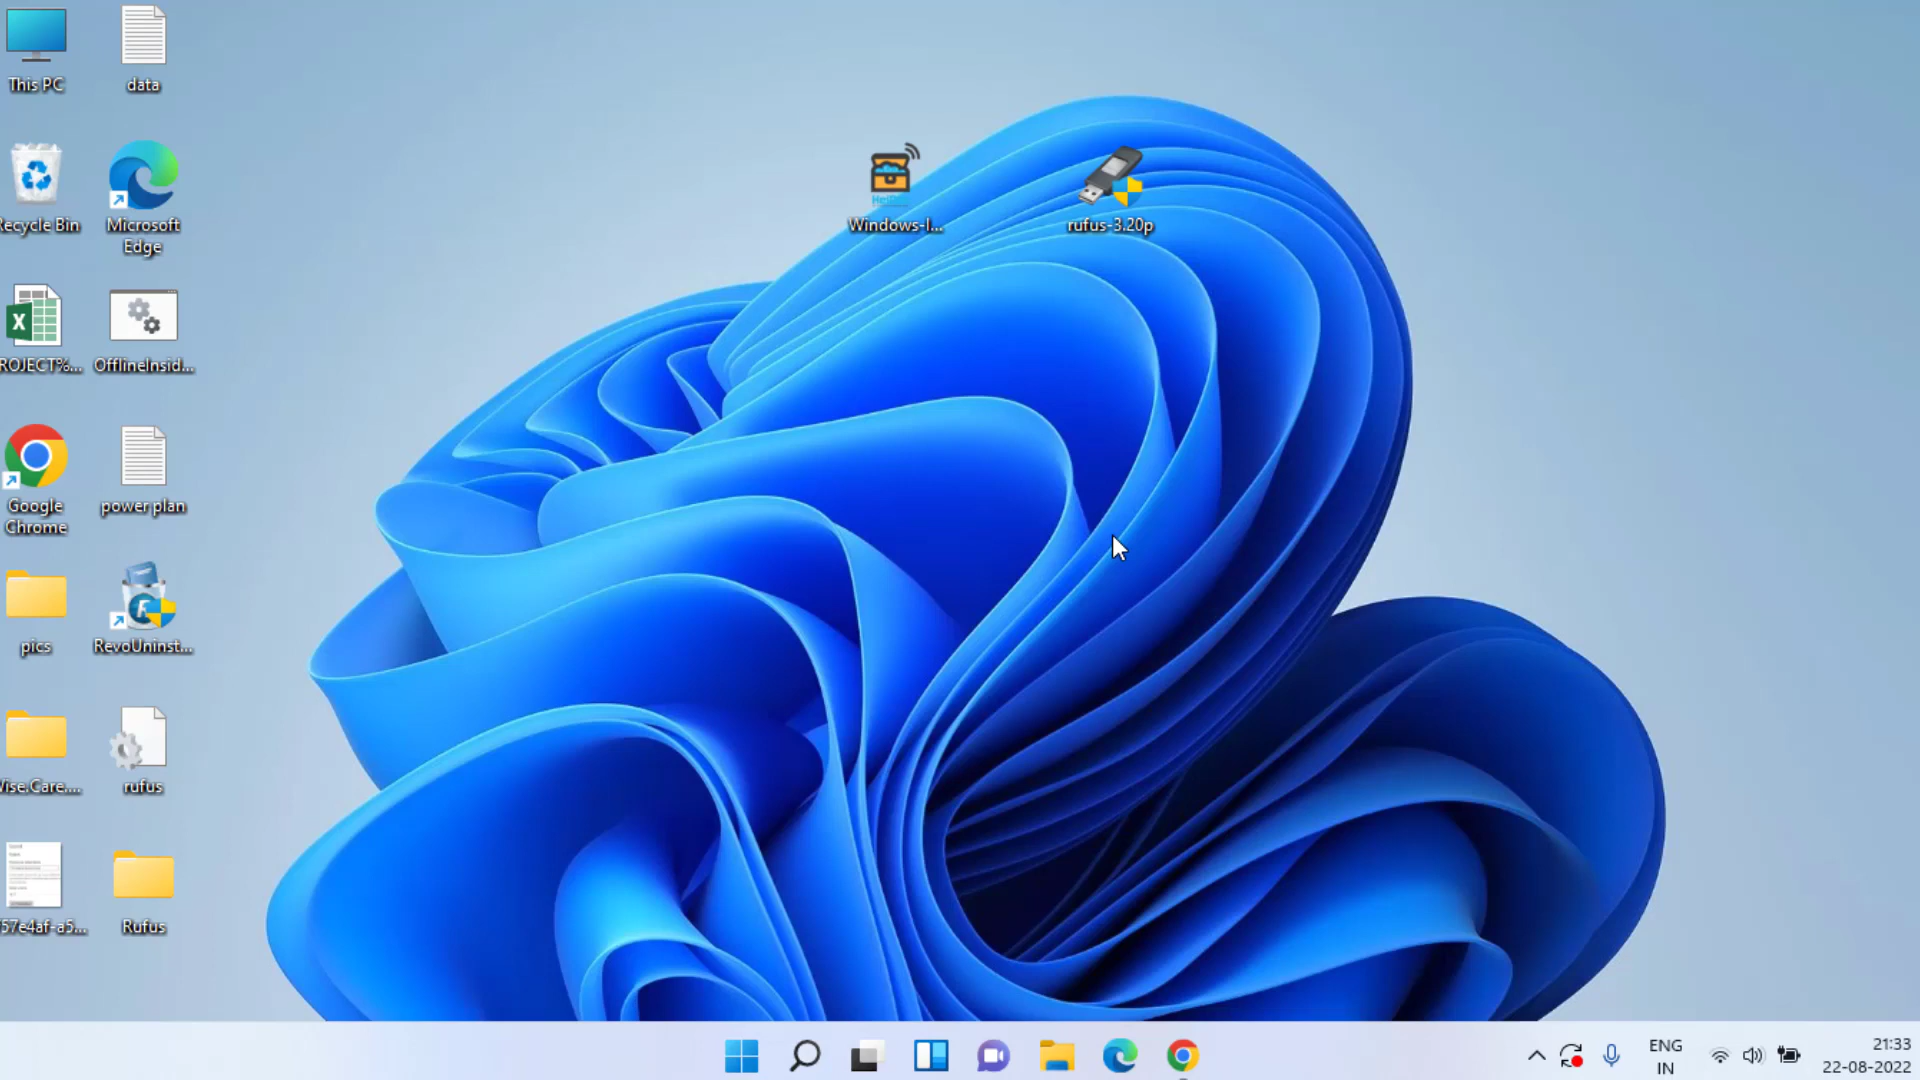 This PC
data
Recycle Bin
Microsoft
Edge
ROJECT%...
OfflineInsid...
Google
Chrome
power plan
pics
RevoUninst...
Wise.Care....
rufus
57e4af-a5...
Rufus
Windows-I...
rufus-3.20p
ENG
IN
21:33
22-08-2022